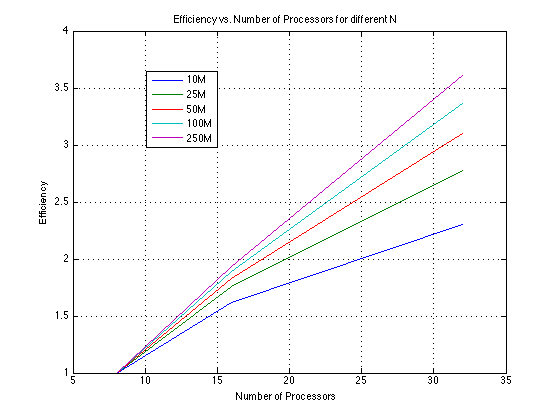 Efficiency vs. Number of Processors for different N
4
3.5
3
2.5
2
1.5
1
Efficiency
10M
25M
50M
100M
250M
5 10 15 20 25 30 35
Number of Processors